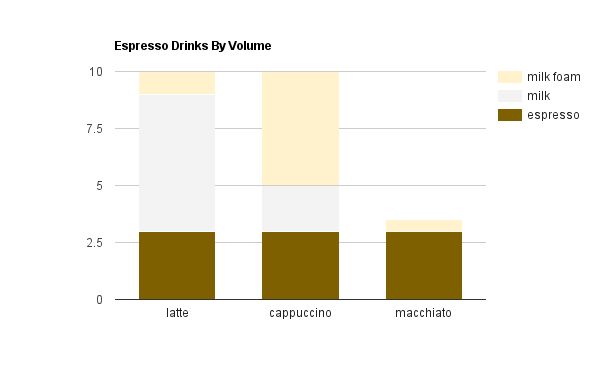 Espresso Drinks By Volume
10
7.5
5
2.5
0
latte
cappuccino
macchiato
milk foam
milk
espresso